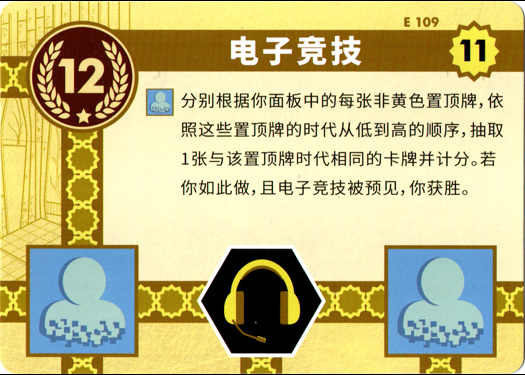 E 109
电子竞技
11
12
分别根据你面板中的每张非黄色置顶牌，依
照这些置顶牌的时代从低到高的顺序，抽取
1张与该置顶牌时代相同的卡牌并计分。若
你如此做，且电子竞技被预见，你获胜。